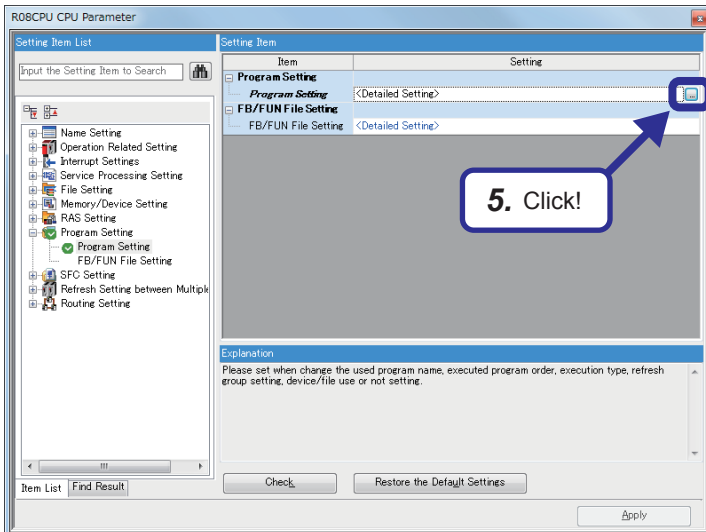 R08CPU CPU Parameter
Setting Item List
Input the Setting Item to Search
Name Setting
Operation Related Setting
Interrupt Settings
Service Processing Setting
File Setting
Memory/Device Setting
RAS Setting
Program Setting
Program Setting
FB/FUN File Setting
SFC Setting
Refresh Setting between Multiple
Routing Setting
Item List
Find Result
Setting Item
Item
Setting
Program Setting
Program Setting
<Detailed Setting>
FB/FUN File Setting
FB/FUN File Setting
<Detailed Setting>
5. Click!
Explanation
Please set when change the used program name, executed program order, execution type, refresh
group setting, device/file use or not setting.
Check
Restore the Default Settings
Apply